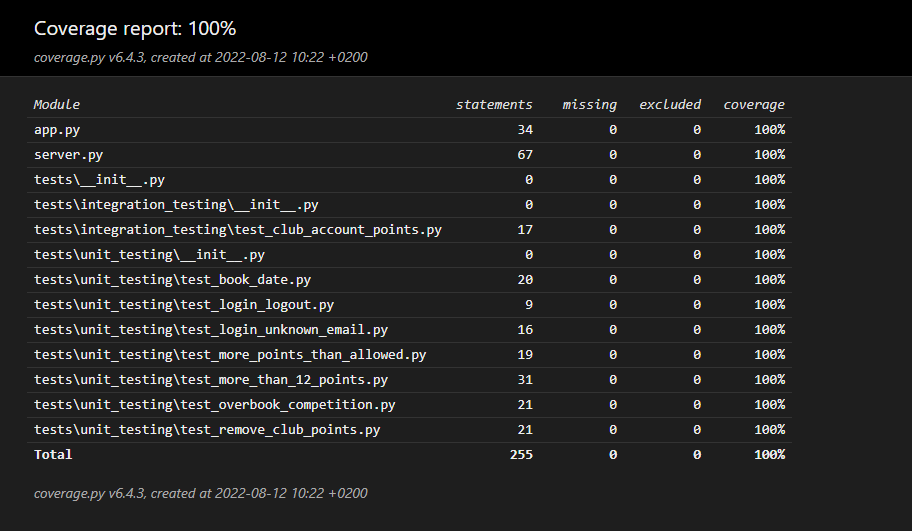 Coverage report: 100%
coverage.py v6.4.3, created at 2022-08-12 10:22 +0200
Module statements missing excluded coverage
app.py 34 0 0 100%
server.py 67 0 0 100%
tests\__init__.py 0 0 0 100%
tests\integration_testing\__init__.py 0 0 0 100%
tests\integration_testing\test_club_account_points.py 17 0 0 100%
tests\unit_testing\__init__.py 0 0 0 100%
tests\unit_testing\test_book_date.py 20 0 0 100%
tests\unit_testing\test_login_logout.py 9 0 0 100%
tests\unit_testing\test_login_unknown_email.py 16 0 0 100%
tests\unit_testing\test_more_points_than_allowed.py 19 0 0 100%
tests\unit_testing\test_more_than_12_points.py 31 0 0 100%
tests\unit_testing\test_overbook_competition.py 21 0 0 100%
tests\unit_testing\test_remove_club_points.py 21 0 0 100%
Total 255 0 0 100%
coverage.py v6.4.3, created at 2022-08-12 10:22 +0200